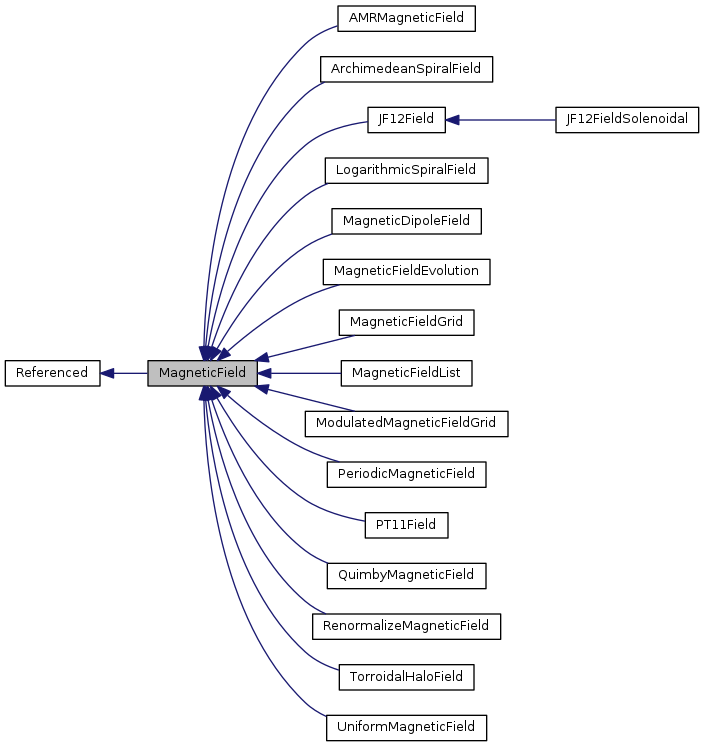 AMRMagneticField
ArchimedeanSpiralField
JF12Field
JF12FieldSolenoidal
LogarithmicSpiralField
MagneticDipoleField
MagneticFieldEvolution
MagneticFieldGrid
Referenced
MagneticField
MagneticFieldList
ModulatedMagneticFieldGrid
PeriodicMagneticField
PT11Field
QuimbyMagneticField
RenormalizeMagneticField
TorroidalHaloField
UniformMagneticField